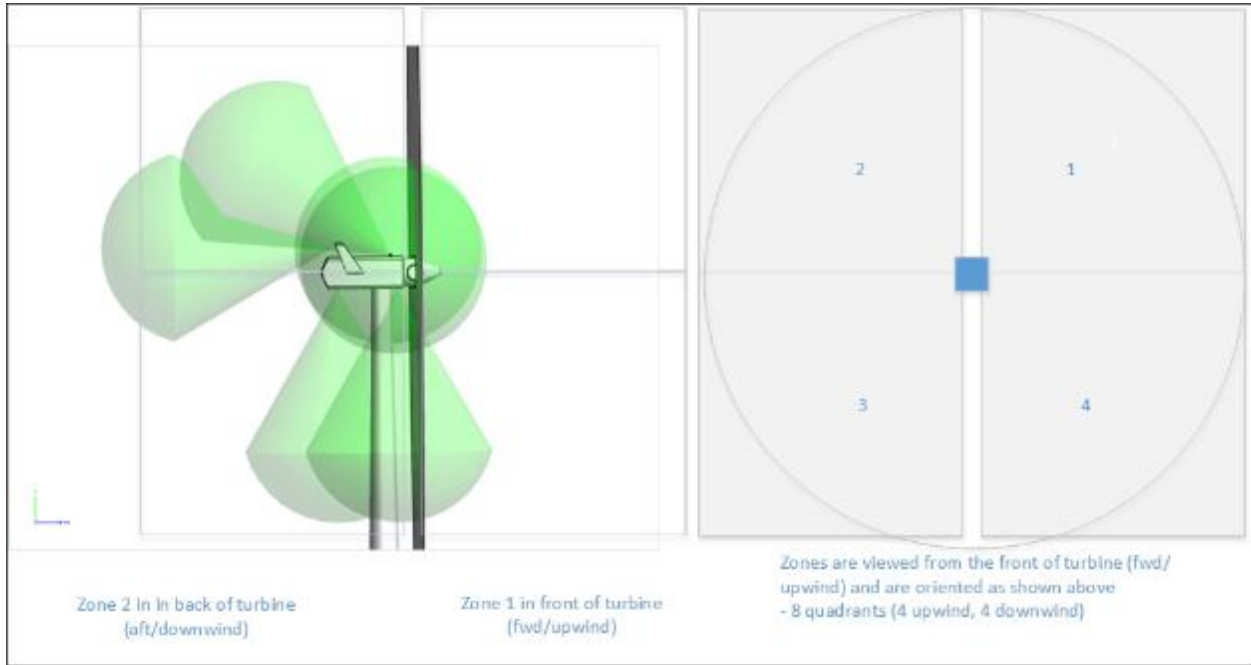 2
1
3
4
Zone 2 in in back of turbine
(aft/downwind)
Zone 1 in front of turbine
(fwd/upwind)
Zones are viewed from the front of turbine (fwd/
upwind) and are oriented as shown above
- 8 quadrants (4 upwind, 4 downwind)